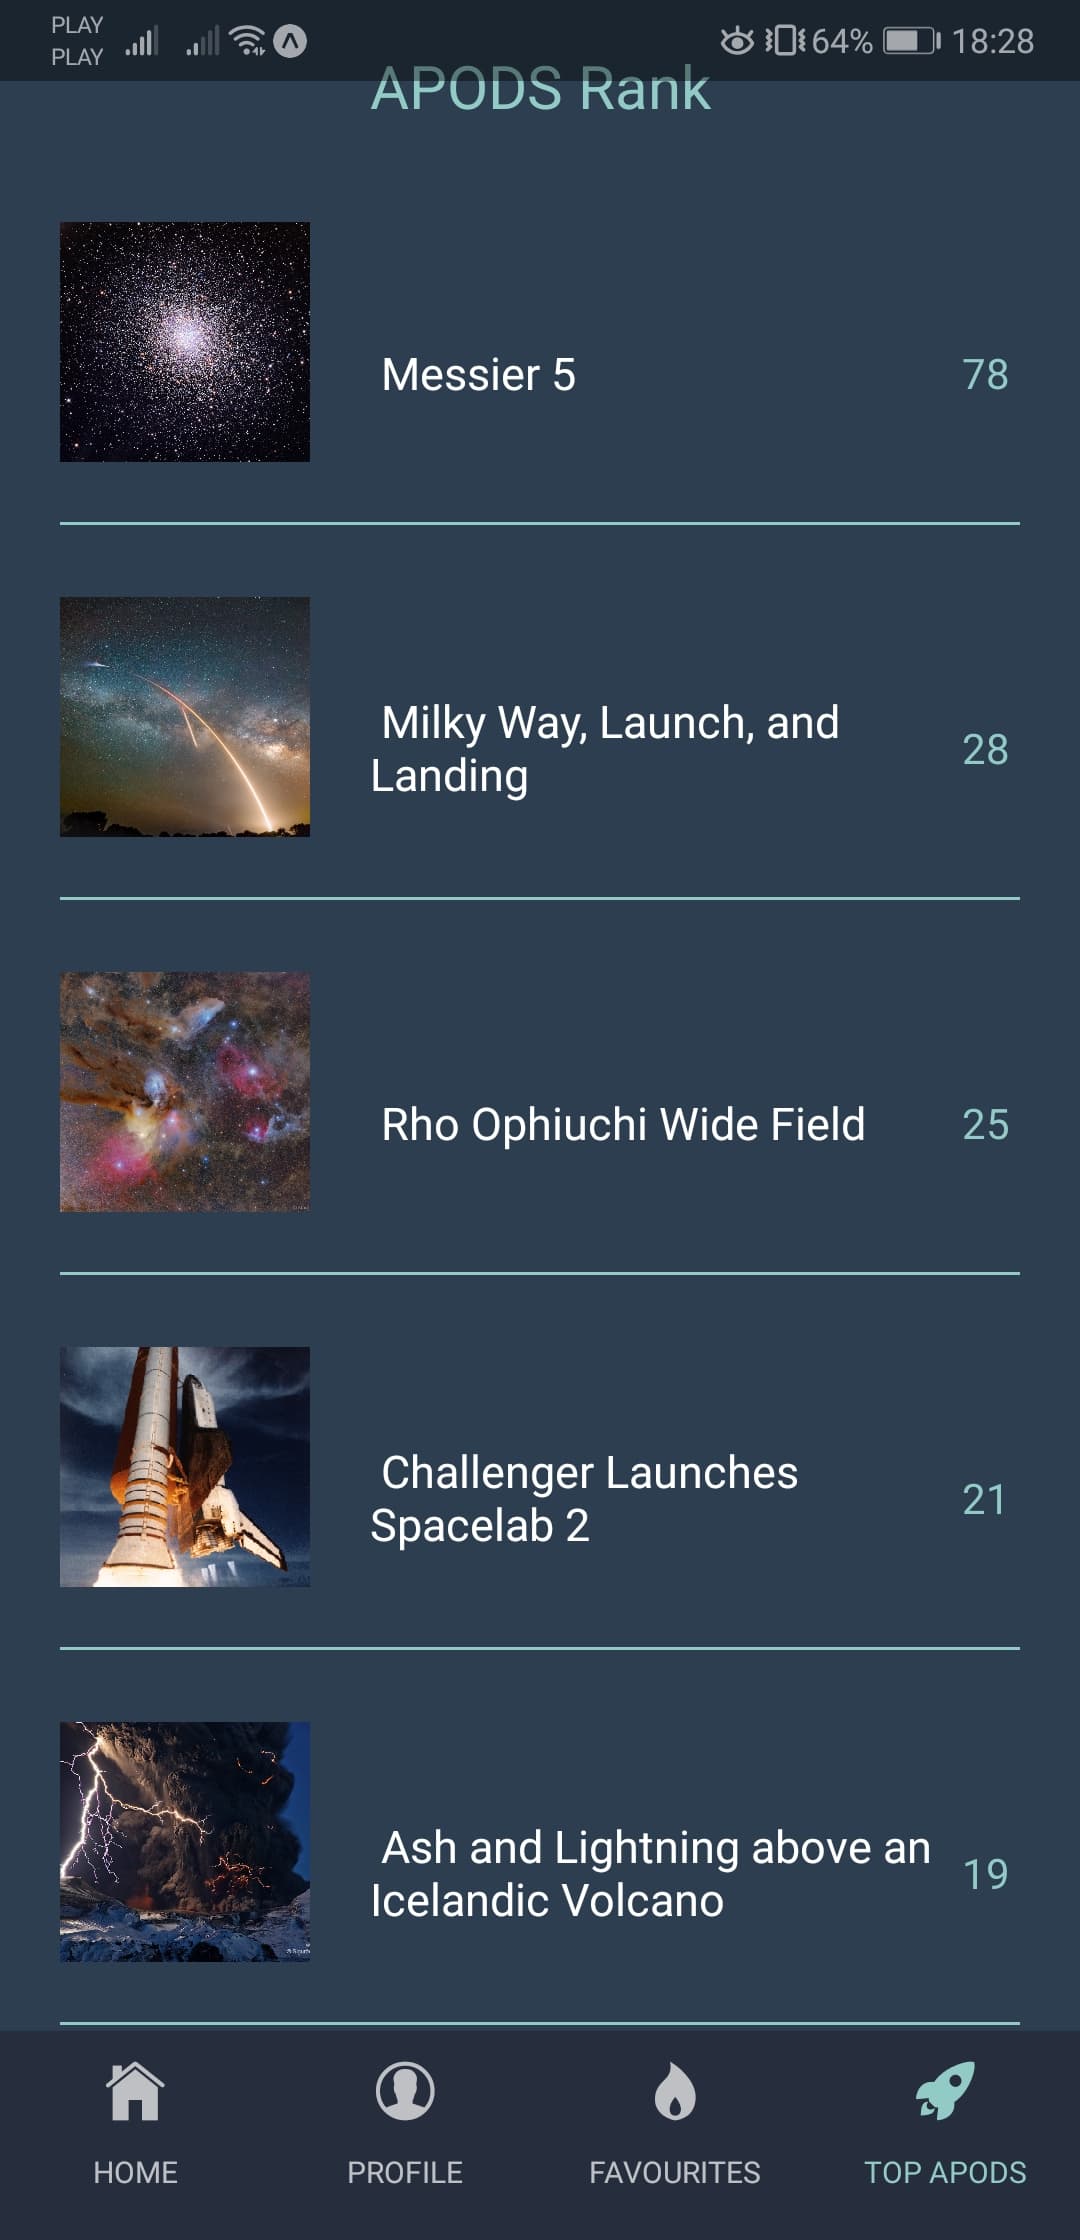 PLAY
PLAY
64% 18:28
APODS Rank
Messier 5
78
Milky Way, Launch, and
Landing
28
Rho Ophiuchi Wide Field
25
Challenger Launches
Spacelab 2
21
Ash and Lightning above an
Icelandic Volcano
19
HOME
PROFILE
FAVOURITES
TOP APODS